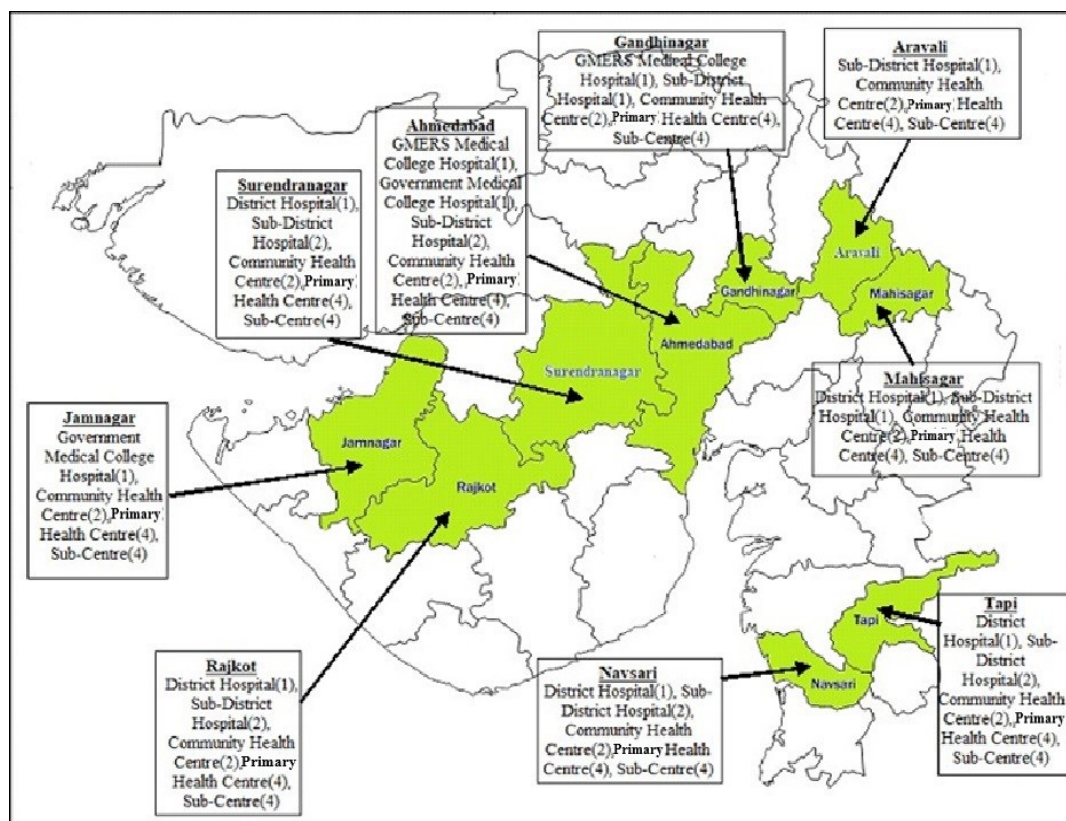 Gandhinagar
GMERS Medical College
Hospital(1), Sub-District
Hospital(1), Community Health
Centre(2),Primary Health Centre(4),
Sub-Centre(4)
Aravali
Sub-District Hospital(1),
Community Health
Centre(2),Primary Health
Centre(4), Sub-Centre(4)
Ahmedabad
GMERS Medical
College Hospital(1),
Government Medical
College Hospital(1),
Sub-District
Hospital(2),
Community Health
Centre(2), Primary
Health Centre(4),
Sub-Centre(4)
Surendranagar
District Hospital(1),
Sub-District
Hospital(2),
Community Health
Centre(2),Primary
Health Centre(4),
Sub-Centre(4)
Aravali
Gandhinagar
Mahisagar
Ahmedabad
Surendranagar
Jamnagar
Rajkot
Mahisagar
District Hospital(1), Sub-District
Hospital(1), Community Health
Centre(2),Primary Health
Centre(4), Sub-Centre(4)
Jamnagar
Government
Medical College
Hospital(1),
Community Health
Centre(2),Primary
Health Centre(4),
Sub-Centre(4)
Tapi
Navsari
Tapi
District
Hospital(1), Sub-
District
Hospital(2),
Community Health
Centre(2),Primary
Health Centre(4),
Sub-Centre(4)
Rajkot
District Hospital(1),
Sub-District
Hospital(2),
Community Health
Centre(2),Primary
Health Centre(4),
Sub-Centre(4)
Navsari
District Hospital(1), Sub-
District Hospital(2),
Community Health
Centre(2),Primary Health
Centre(4), Sub-Centre(4)